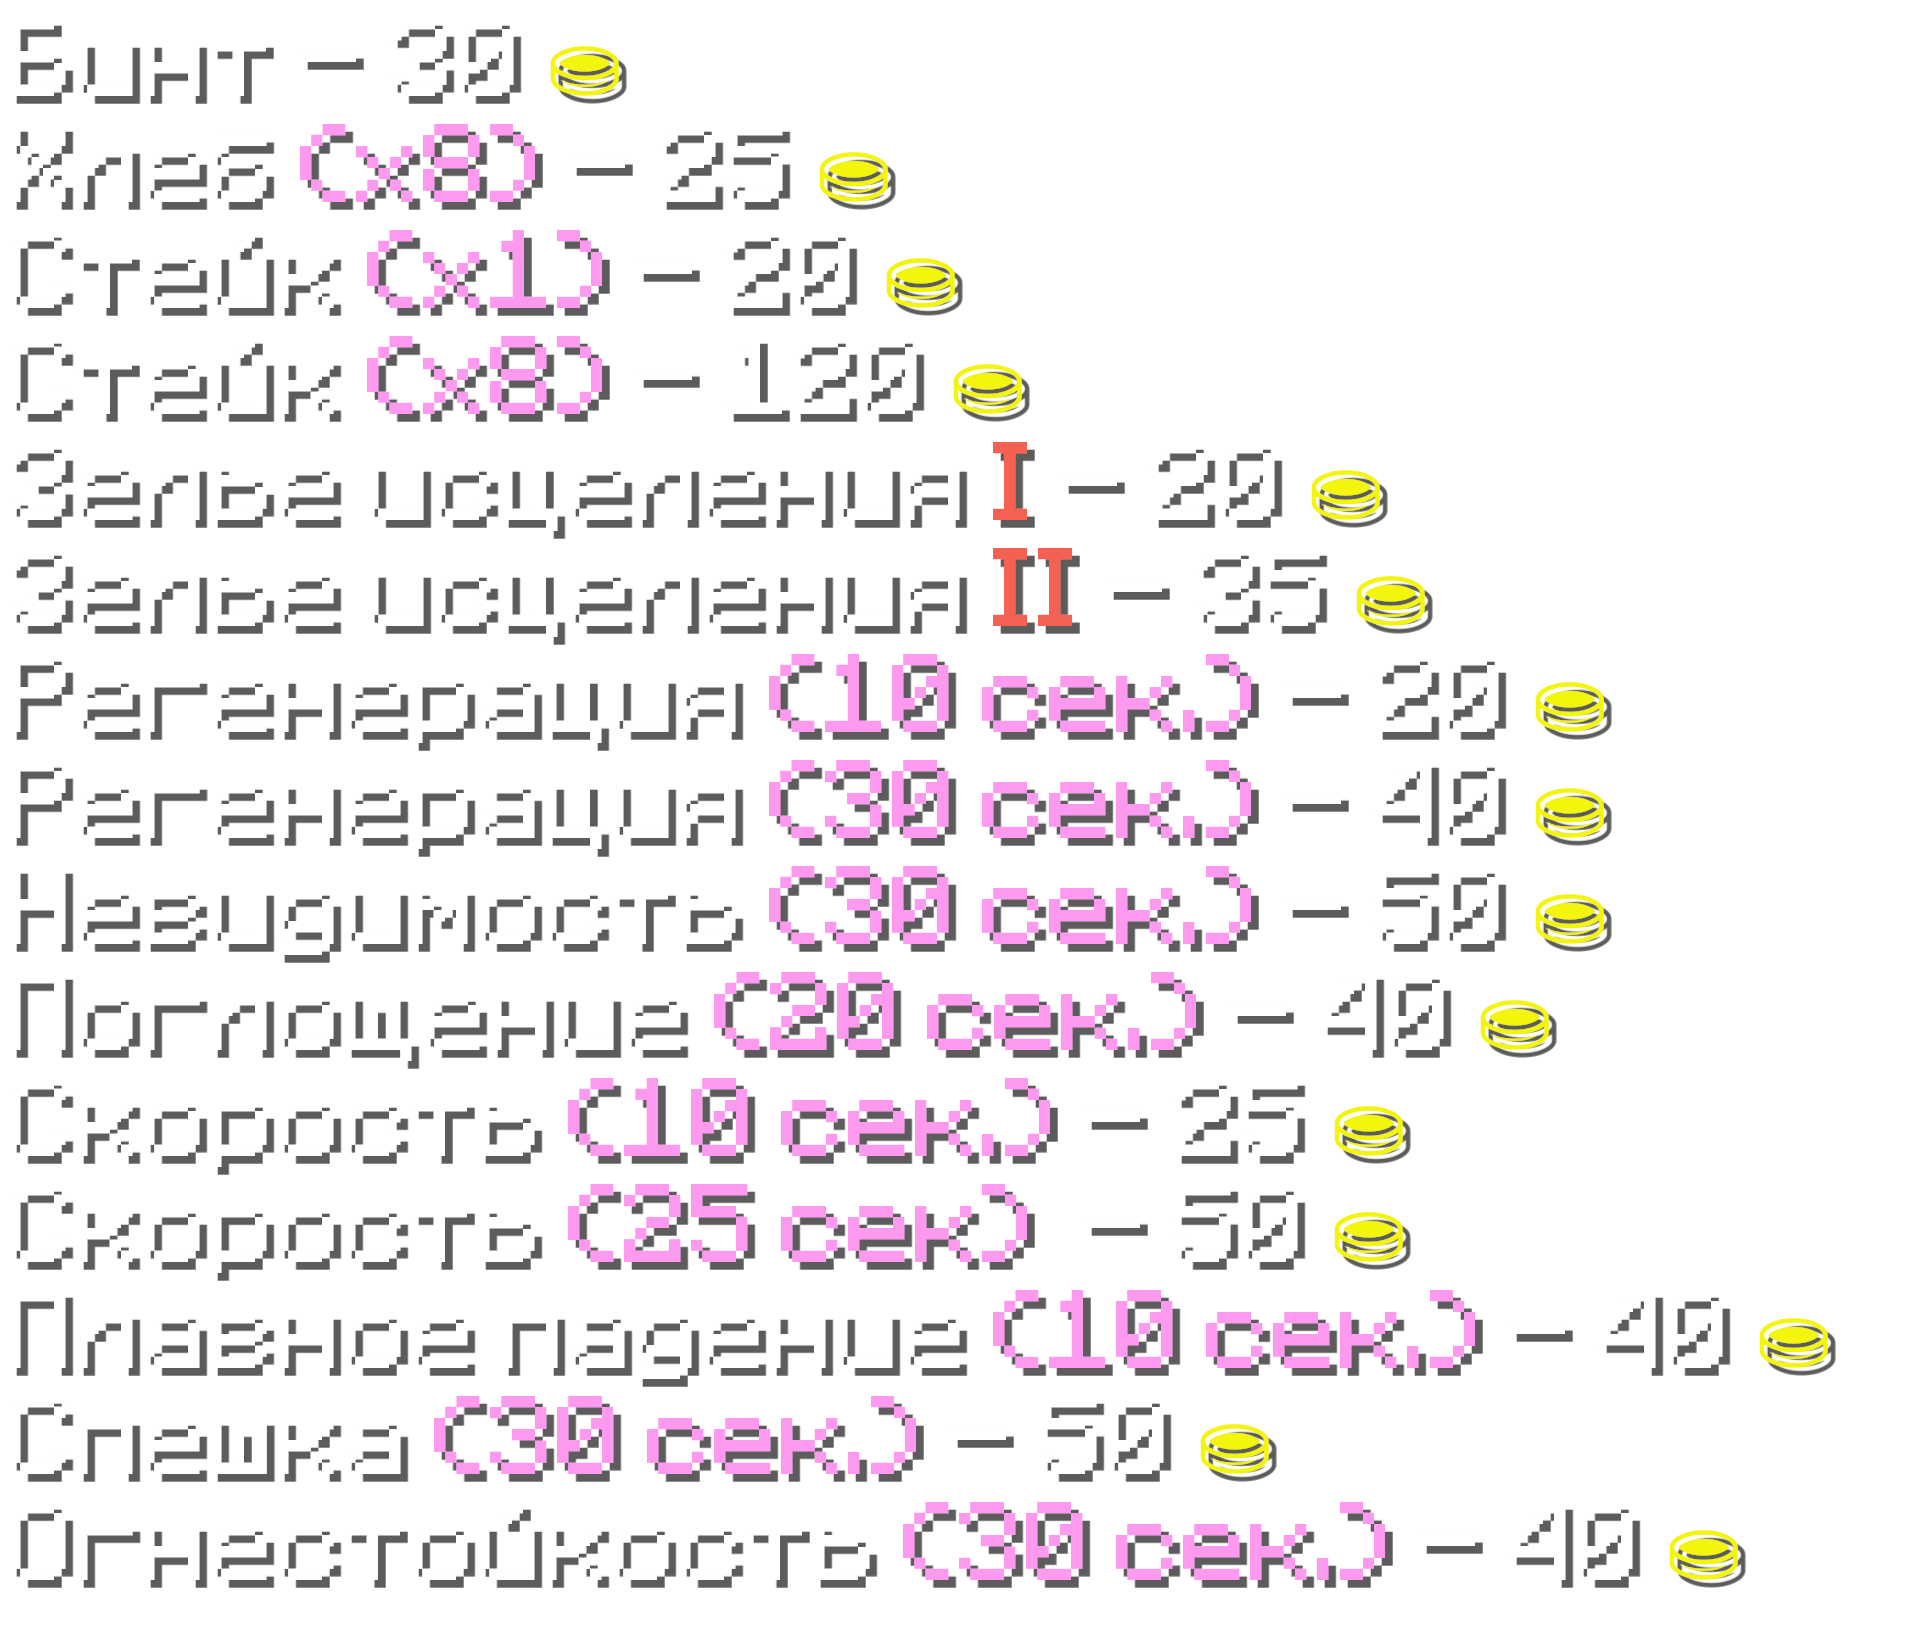 Бинт – 30
Хлеб (x8) – 25
Стейк (x1) – 20
Стейк (x8) – 120
Зелье исцеления I – 20
Зелье исцеления II – 35
Регенерация (10 сек.) – 20
Регенерация (30 сек.) – 40
Невидимость (30 сек.) – 50
Поглощение (20 сек.) – 40
Скорость (10 сек.) – 25
Скорость (25 сек) – 50
Плавное падение (10 сек.) – 40
Спешка (30 сек.) – 50
Огнестойкость (30 сек.) – 40